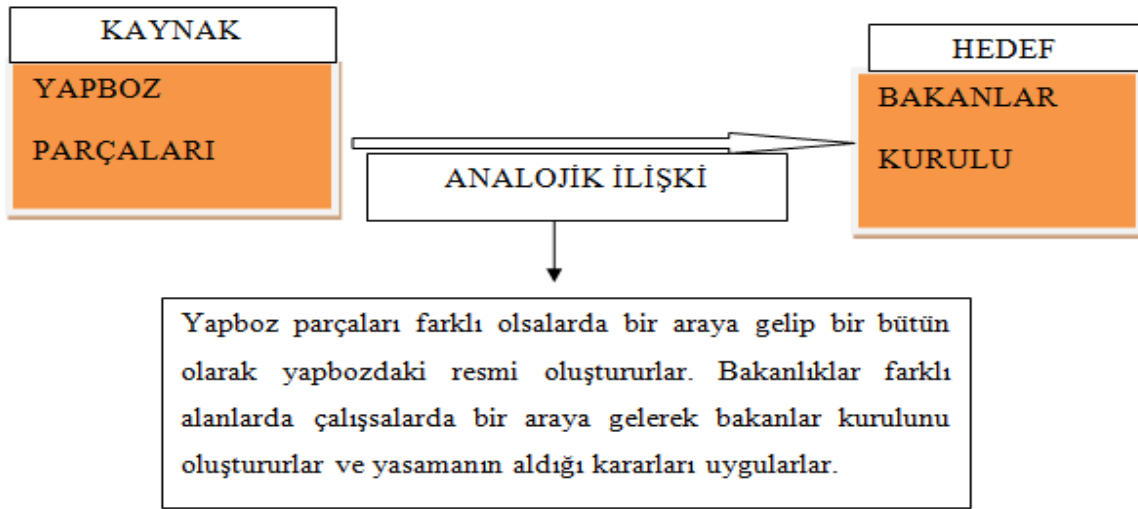 KAYNAK
YAPBOZ
PARÇALARI
HEDEF
BAKANLAR
KURULU
ANALOJİK İLİŞKİ
Yapboz parçaları farklı olsalarda bir araya gelip bir bütün
olarak yapbozdaki resmi oluştururlar. Bakanlıklar farklı
alanlarda çalışsalarda bir araya gelerek bakanlar kurulunu
oluştururlar ve yasamanın aldığı kararları uygularlar.